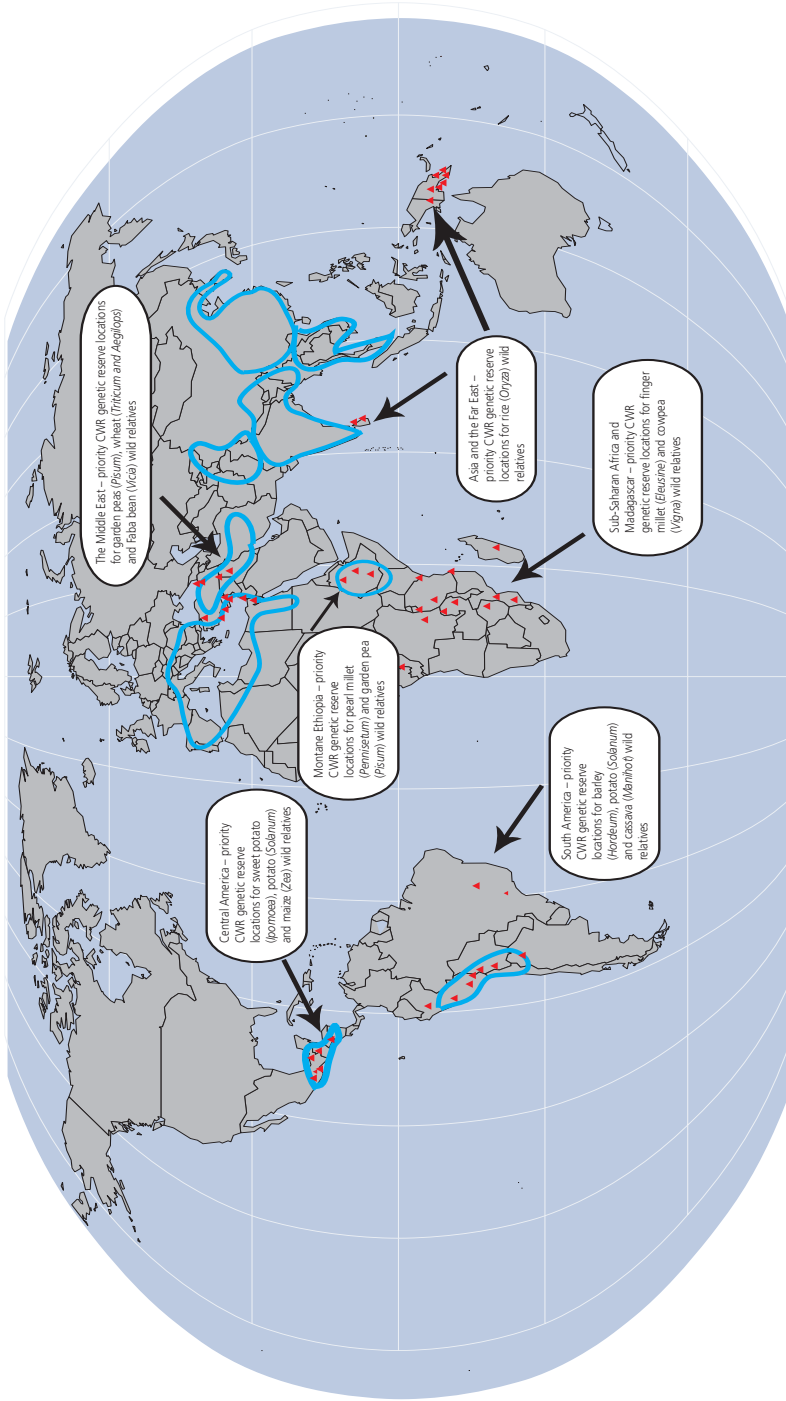 The Middle East – priority CWR genetic reserve locations
for garden peas (Pisum), wheat (Triticum and Aegilops)
and Faba bean (Vicia) wild relatives
Central America – priority
CWR genetic reserve
locations for sweet potato
(Ipomoea), potato (Solanum)
and maize (Zea) wild relatives
Montane Ethiopia – priority
CWR genetic reserve
locations for pearl millet
(Pennisetum) and garden pea
(Pisum) wild relatives
Asia and the Far East –
priority CWR genetic reserve
locations for rice (Oryza) wild
relatives
South America – priority
CWR genetic reserve
locations for barley
(Hordeum), potato (Solanum)
and cassava (Manihot) wild
relatives
Sub-Saharan Africa and
Madagascar – priority CWR
genetic reserve locations for finger
millet (Eleusine) and cowpea
(Vigna) wild relatives